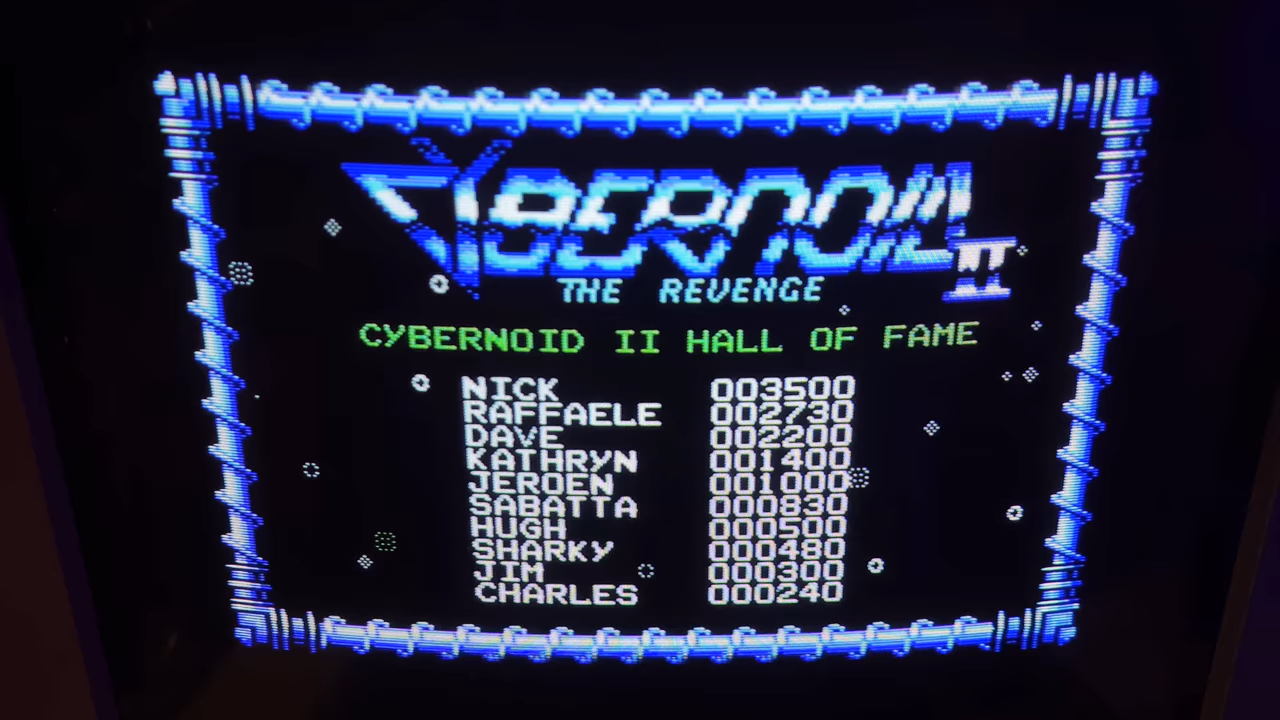 CYBERNOID II
THE REVENGE
CYBERNOID II HALL OF FAME
NICK 003500
RAFFAELE 002730
DAVE 002200
KATHRYN 001400
JEROEN 001000
SABATTA 000830
HUGH 000500
SHARKY 000480
JIM 000300
CHARLES 000240